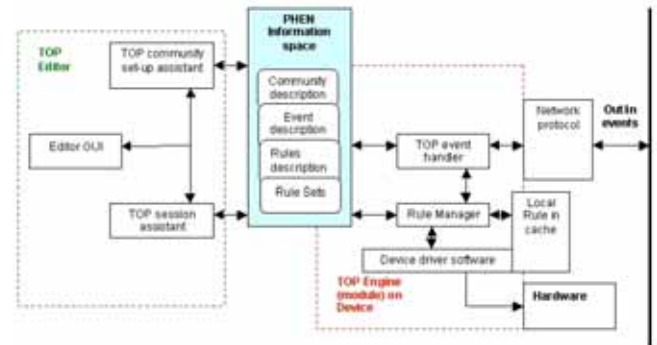 PHEN
Information
space
TOP
Editor
TOP community
set-up assistant
Community
description
Event
description
Rules
description
Rule Sets
Editor GUI
TOP session
assistant
TOP event
handler
Rule Manager
Device driver software
TOP Engine
(module) on
Device
Network
protocol
Out/in
events
Local
Rule in
cache
Hardware